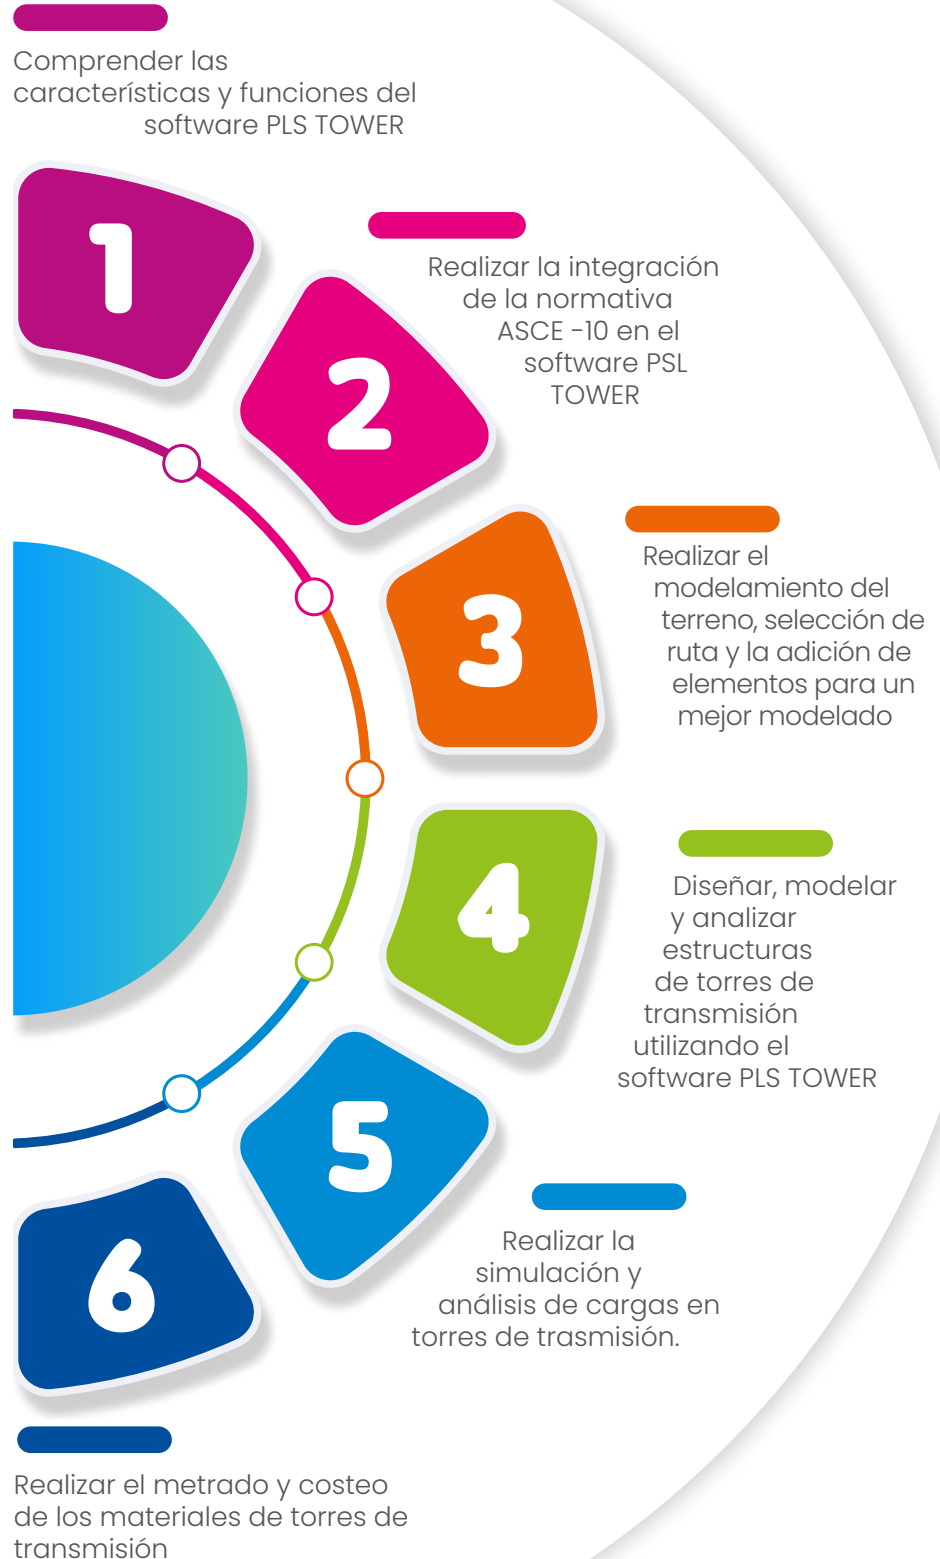 Comprender las
características y funciones del
software PLS TOWER
1
2
Realizar la integración
de la normativa
ASCE -10 en el
software PSL
TOWER
3
Realizar el
modelamiento del
terreno, selección de
ruta y la adición de
elementos para un
mejor modelado
4
Diseñar, modelar
y analizar
estructuras
de torres de
transmisión
utilizando el
software PLS TOWER
5
Realizar la
simulación y
análisis de cargas en
torres de trasmisión.
6
Realizar el metrado y costeo
de los materiales de torres de
transmisión